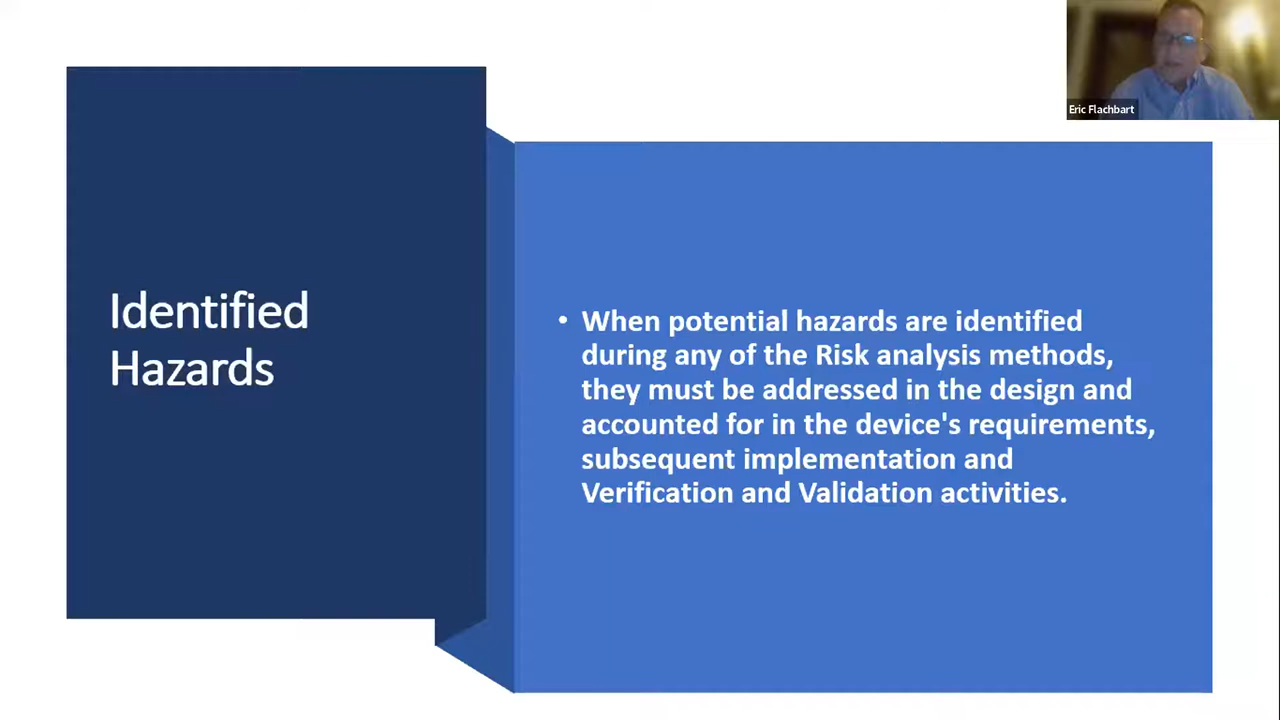 Eric Flachbart
Identified
Hazards
• When potential hazards are identified
during any of the Risk analysis methods,
they must be addressed in the design and
accounted for in the device's requirements,
subsequent implementation and
Verification and Validation activities.